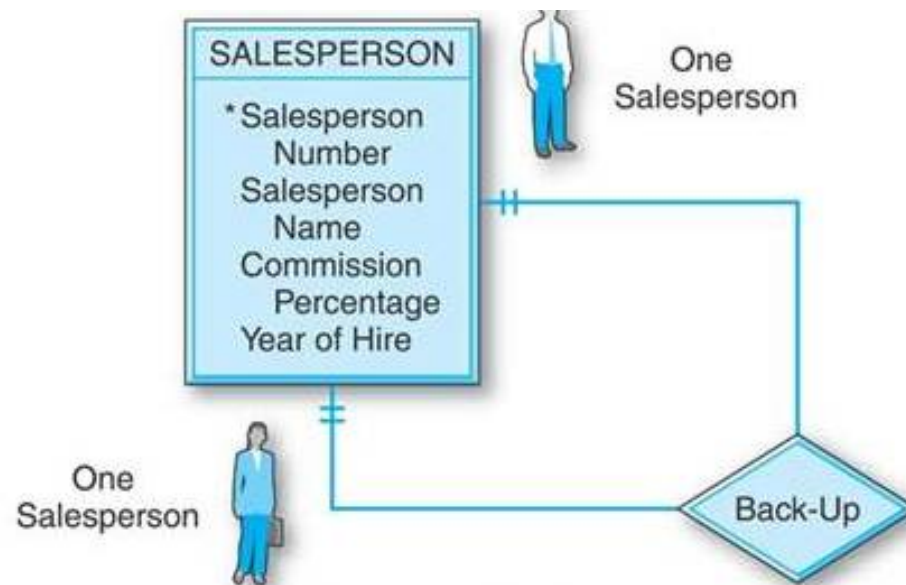 SALESPERSON
* Salesperson
Number
Salesperson
Name
Commission
Percentage
Year of Hire
One
Salesperson
One
Salesperson
Back-Up